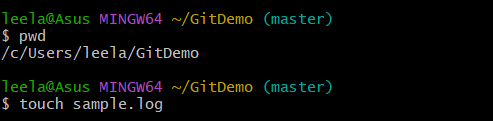 leela@Asus MINGW64 ~/GitDemo (master)
$ pwd
/c/Users/leela/GitDemo
leela@Asus MINGW64 ~/GitDemo (master)
$ touch sample.log